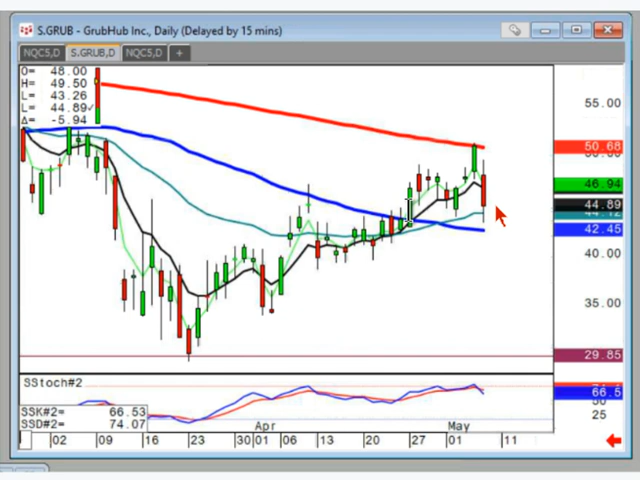 S.GRUB - GrubHub Inc., Daily (Delayed by 15 mins)
NQC5,D S.GRUB,D NQC5,D +
O= 48.00
H= 49.50
L= 43.26
L= 44.89✓
Δ= -5.94
55.00
50.68
46.94
44.89
42.45
40.00
35.00
29.85
SStoch#2
SSK#2= 66.53
SSD#2= 74.07
66.5
25
Apr May
02 09 16 23 30 01 06 13 20 27 01 11